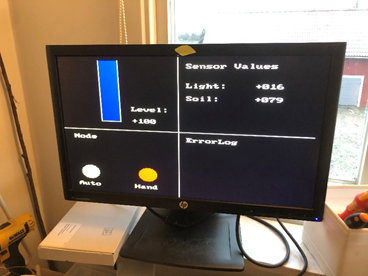 Sensor Values
Light: +016
Soil: +079
Level:
+100
Mode
Auto
Hand
ErrorLog
hp